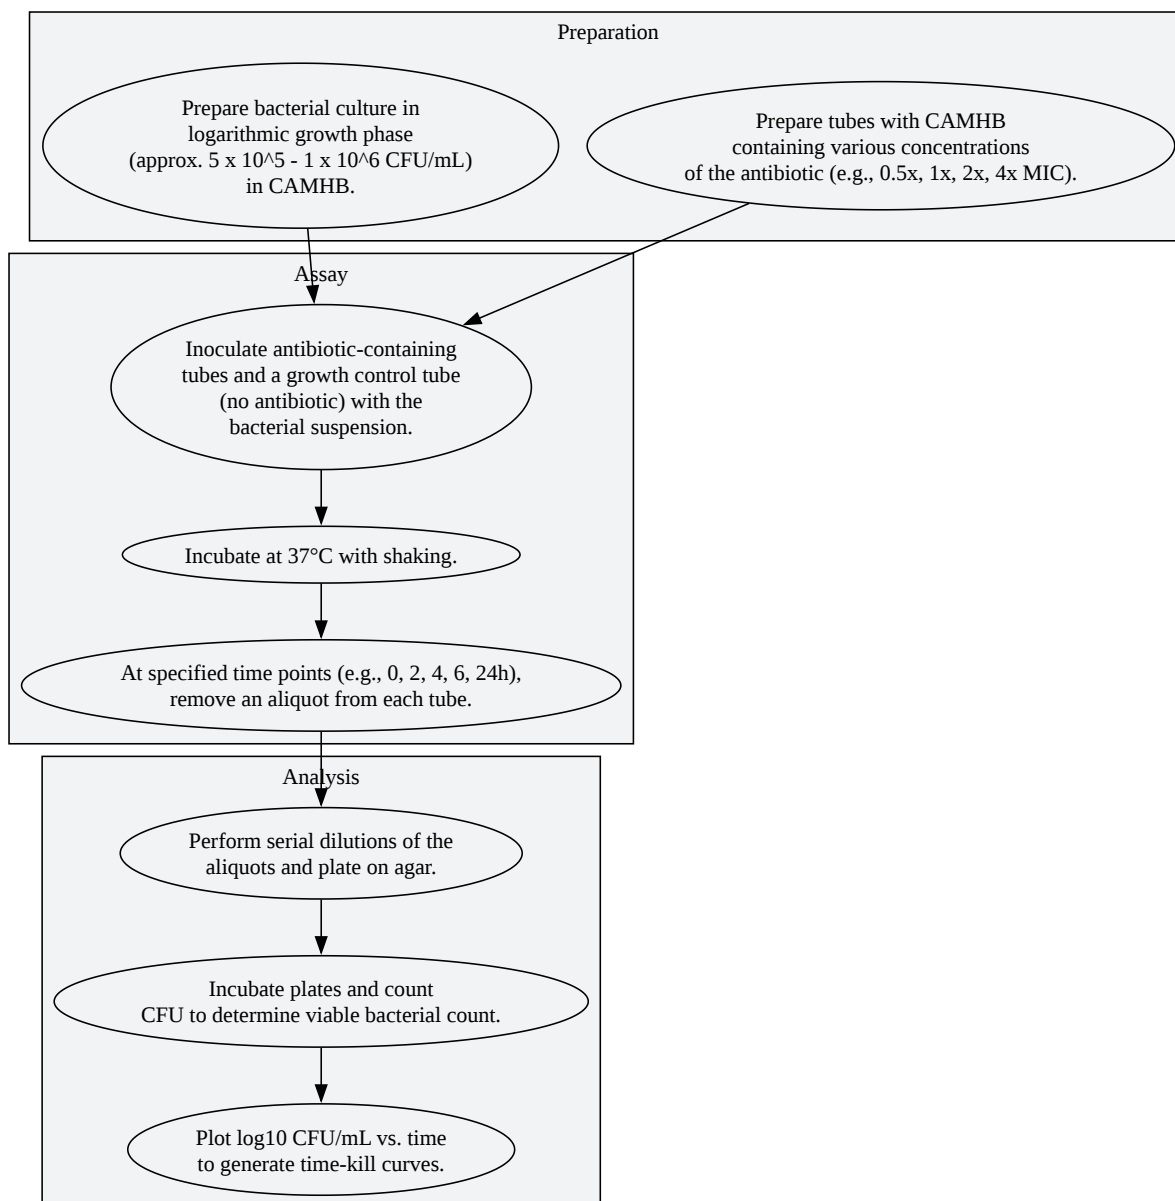 Preparation
Prepare bacterial culture in
logarithmic growth phase
(approx. 5 x 10^5 - 1 x 10^6 CFU/mL)
in CAMHB.
Prepare tubes with CAMHB
containing various concentrations
of the antibiotic (e.g., 0.5x, 1x, 2x, 4x MIC).
Assay
Inoculate antibiotic-containing
tubes and a growth control tube
(no antibiotic) with the
bacterial suspension.
Incubate at 37°C with shaking.
At specified time points (e.g., 0, 2, 4, 6, 24h),
remove an aliquot from each tube.
Analysis
Perform serial dilutions of the
aliquots and plate on agar.
Incubate plates and count
CFU to determine viable bacterial count.
Plot log10 CFU/mL vs. time
to generate time-kill curves.